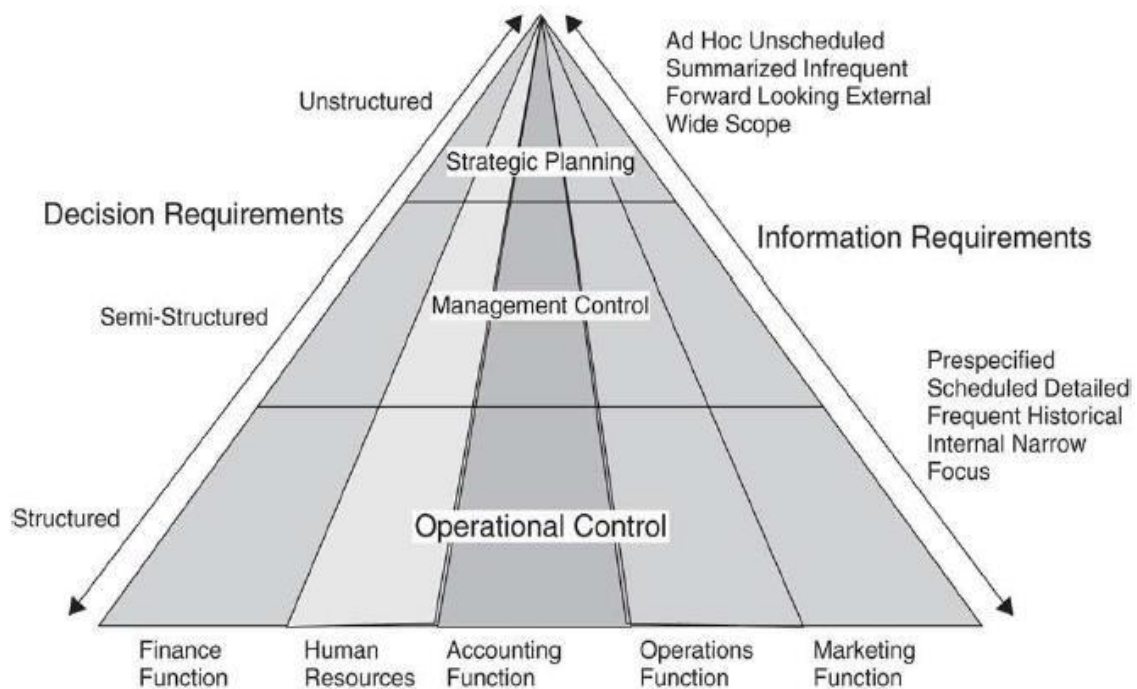 Ad Hoc Unscheduled
Summarized Infrequent
Forward Looking External
Wide Scope
Unstructured
Strategic Planning
Decision Requirements
Information Requirements
Management Control
Semi-Structured
Prespecified
Scheduled Detailed
Frequent Historical
Internal Narrow
Focus
Structured
Operational Control
Finance
Function
Human
Resources
Accounting
Function
Operations
Function
Marketing
Function